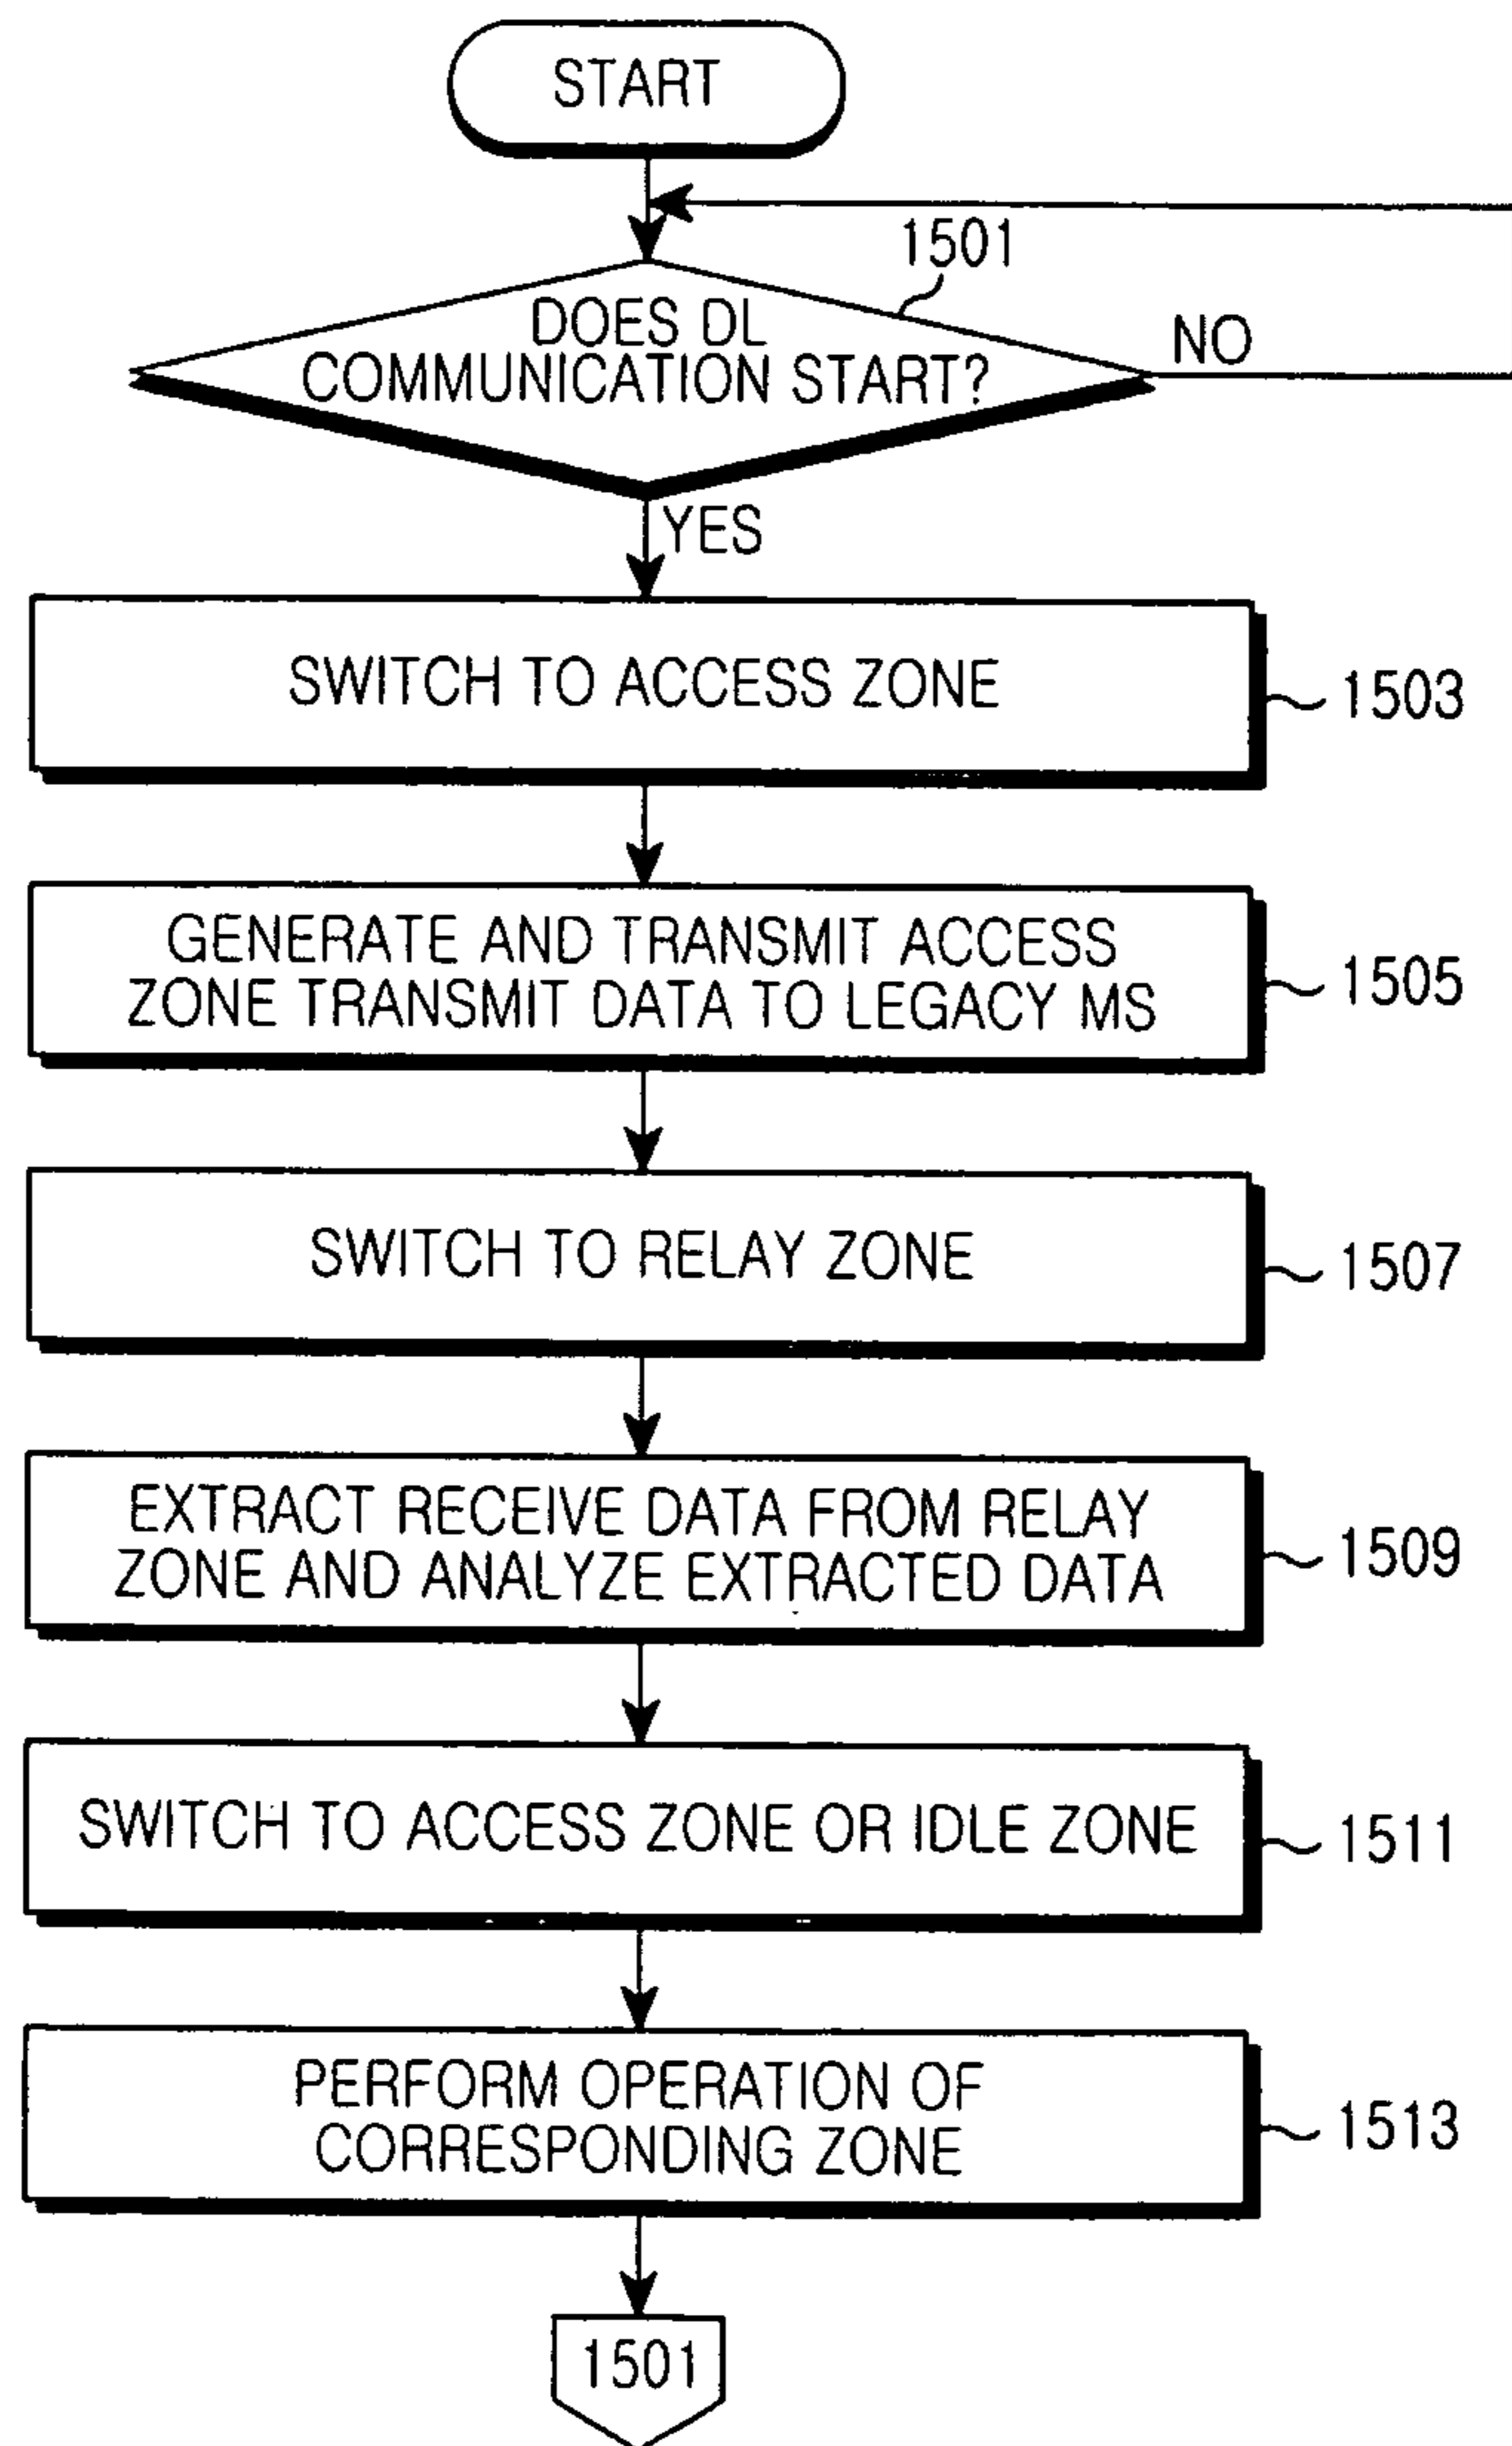 START
1501
DOES DL
COMMUNICATION START?
NO
YES
SWITCH TO ACCESS ZONE
1503
GENERATE AND TRANSMIT ACCESS
ZONE TRANSMIT DATA TO LEGACY MS
1505
SWITCH TO RELAY ZONE
1507
EXTRACT RECEIVE DATA FROM RELAY
ZONE AND ANALYZE EXTRACTED DATA
1509
SWITCH TO ACCESS ZONE OR IDLE ZONE
1511
PERFORM OPERATION OF
CORRESPONDING ZONE
1513
1501